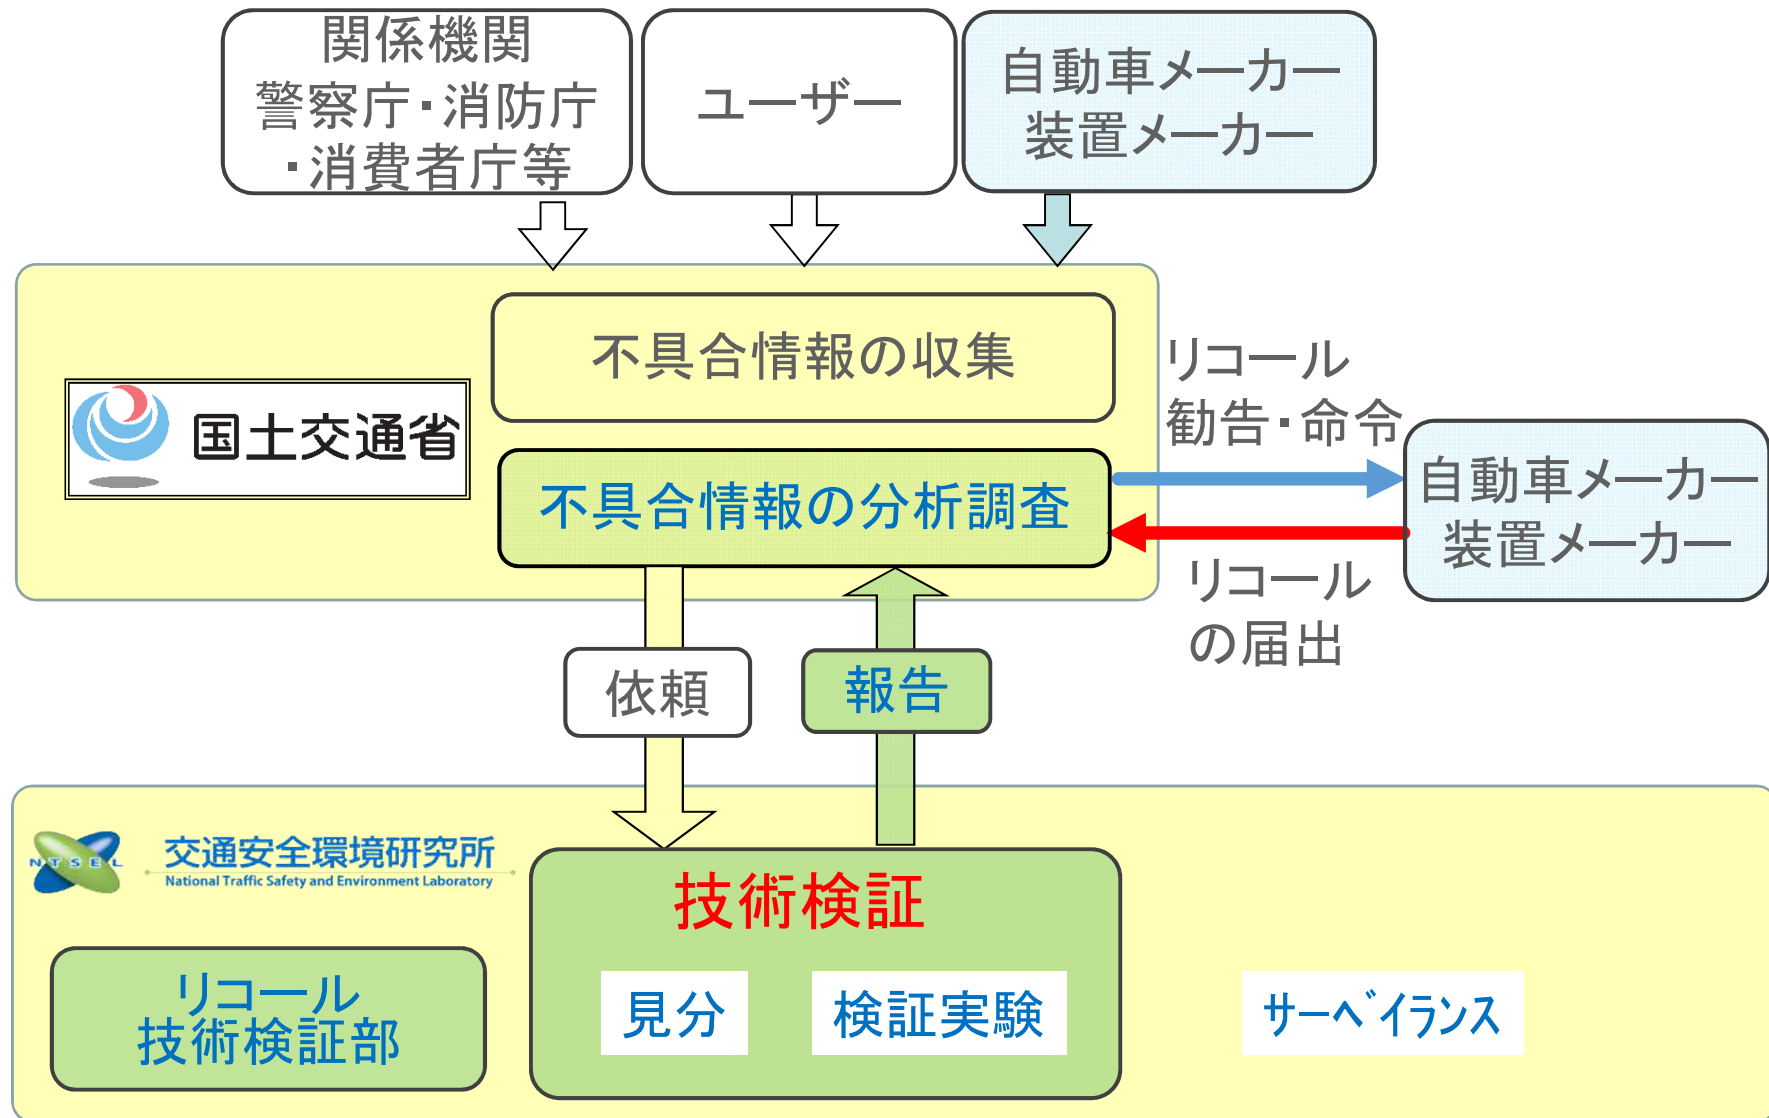 関係機関
警察庁・消防庁
・消費者庁等
ユーザー
自動車メーカー
装置メーカー
不具合情報の収集
国土交通省
不具合情報の分析調査
リコール
勧告・命令
自動車メーカー
装置メーカー
リコール
の届出
依頼
報告
NTSEL
交通安全環境研究所
National Traffic Safety and Environment Laboratory
技術検証
リコール
技術検証部
見分
検証実験
サーベイランス